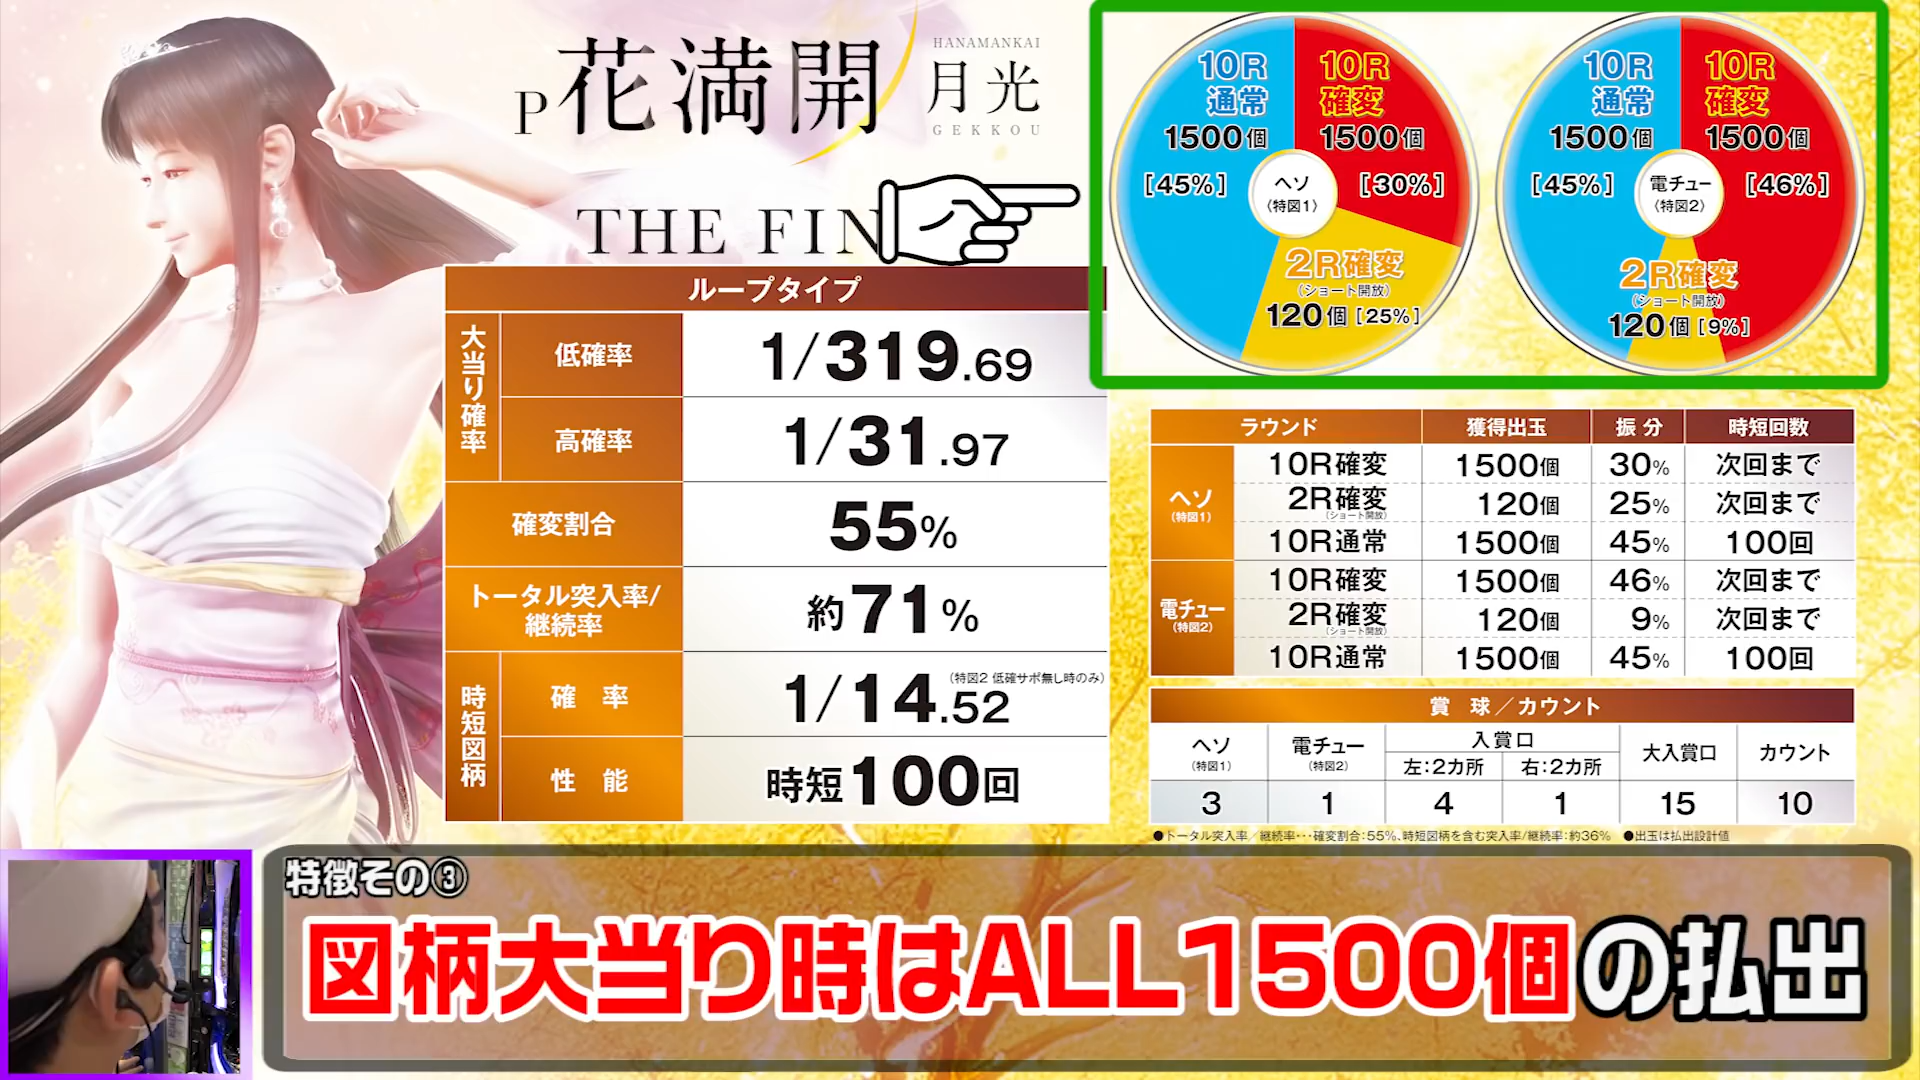 P花満開
HANAMANKAI
月光
GEKKOU
THE FIN
10R
通常
1500個
[45%]
10R
確変
1500個
[30%]
ヘソ
〈特図1〉
2R確変
(ショート開放)
120個[25%]
10R
通常
1500個
[45%]
10R
確変
1500個
[46%]
電チュー
〈特図2〉
2R確変
(ショート開放)
120個[9%]
ループタイプ
大当り確率
低確率 1/319.69
高確率 1/31.97
確変割合 55%
トータル突入率/
継続率 約71%
時短図柄
確率 1/14.52
(特図2 低確サポ無し時のみ)
性能 時短100回
ラウンド 獲得出玉 振分 時短回数
ヘソ
(特図1)
10R確変 1500個 30% 次回まで
2R確変 120個 25% 次回まで
(ショート開放)
10R通常 1500個 45% 100回
電チュー
(特図2)
10R確変 1500個 46% 次回まで
2R確変 120個 9% 次回まで
(ショート開放)
10R通常 1500個 45% 100回
賞球/カウント
ヘソ
(特図1)
電チュー
(特図2)
入賞口
左:2カ所 右:2カ所
大入賞口 カウント
3 1 4 1 15 10
●トータル突入率/継続率・・・確変割合:55%、時短図柄を含む突入率/継続率:約36% ●出玉は払出設計値
特徴その③
図柄大当り時はALL1500個の払出